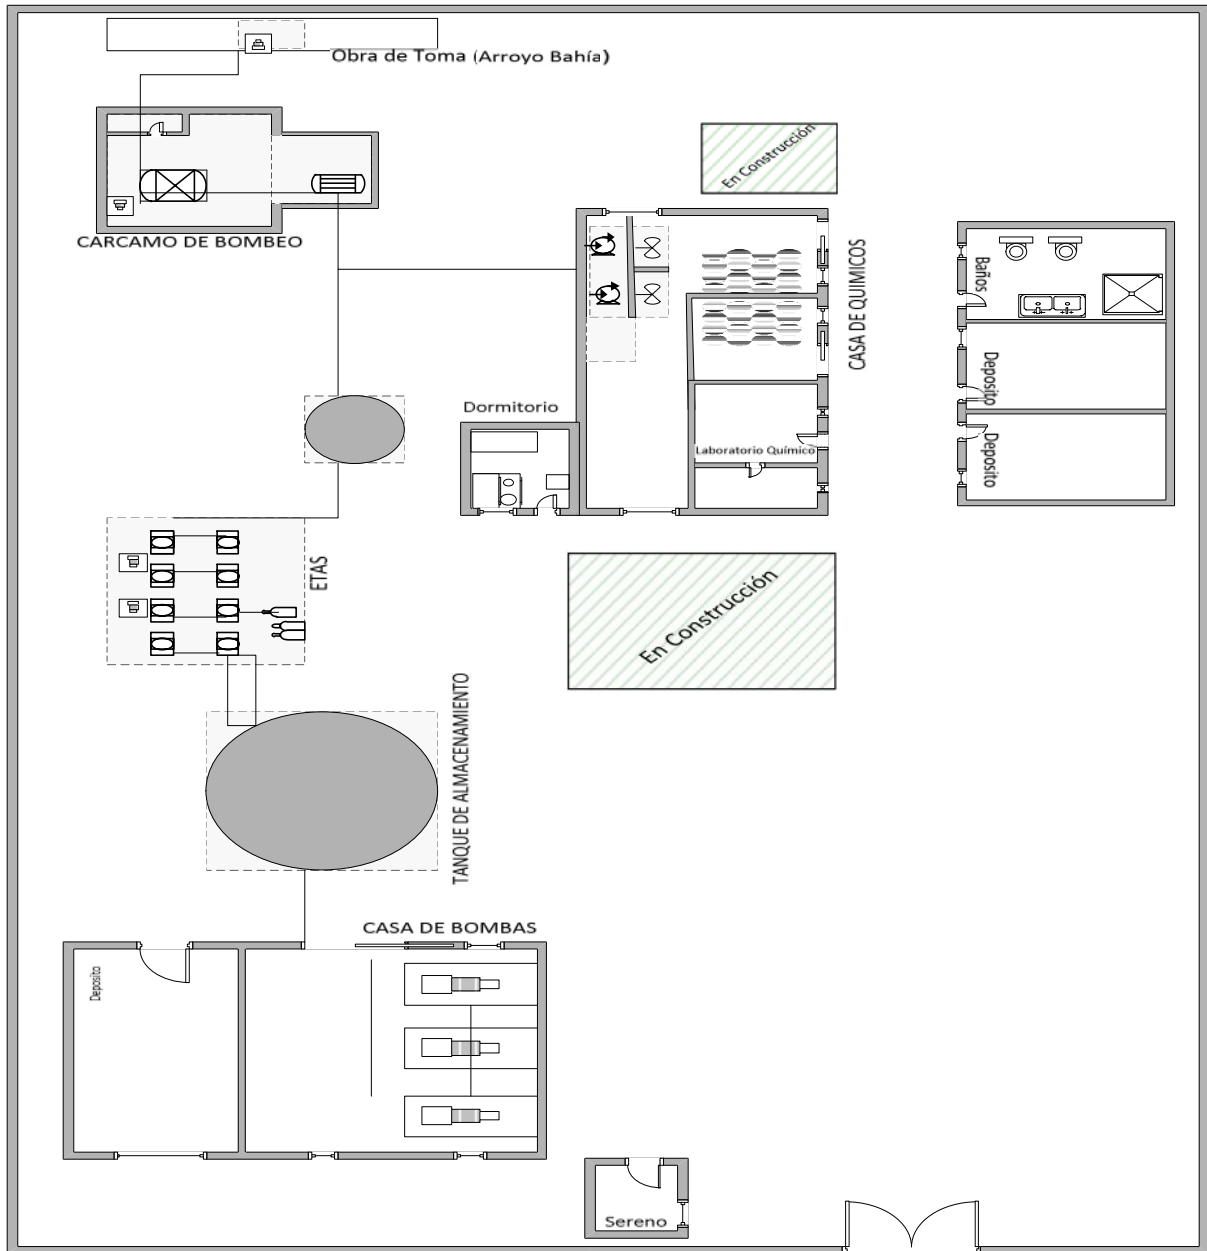 Obra de Toma (Arroyo Bahía)
En Construcción
CARCAMO DE BOMBEO
CASA DE QUIMICOS
Baños
Deposito
Deposito
Dormitorio
Laboratorio Químico
ETAS
En Construcción
TANQUE DE ALMACENAMIENTO
CASA DE BOMBAS
Deposito
Sereno